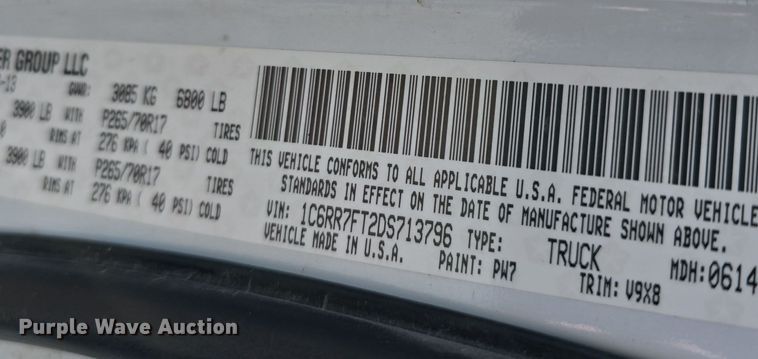 ER GROUP LLC
-13 GVWR: 3085 KG 6800 LB
3900 LB WITH P265/70R17 TIRES
RIMS AT 276 KPA ( 40 PSI) COLD
3900 LB WITH P265/70R17 TIRES
RIMS AT 276 KPA ( 40 PSI) COLD
THIS VEHICLE CONFORMS TO ALL APPLICABLE U.S.A. FEDERAL MOTOR VEHICLE
STANDARDS IN EFFECT ON THE DATE OF MANUFACTURE SHOWN ABOVE.
VIN: 1C6RR7FT2DS713796 TYPE: TRUCK MDH:0614
VEHICLE MADE IN U.S.A. PAINT: PW7 TRIM: V9X8
Purple Wave Auction